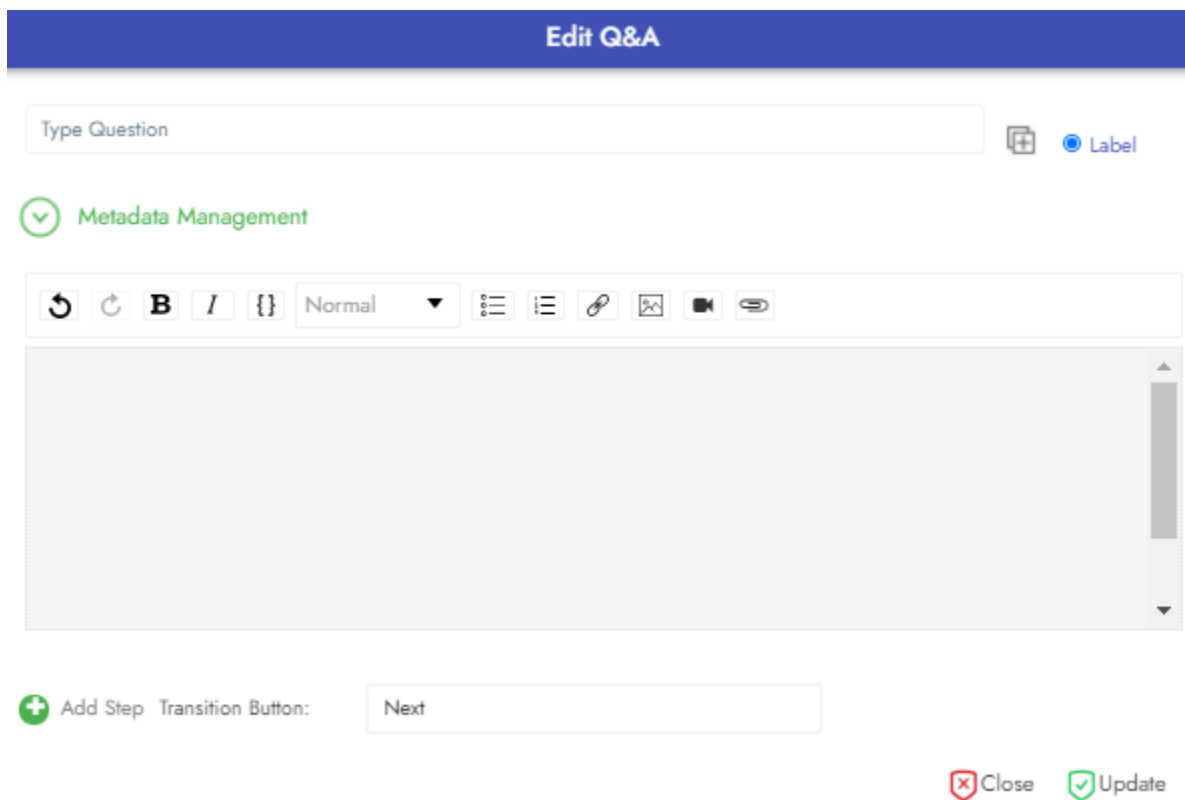 Edit Q&A
Type Question
Label
Metadata Management
B I {} Normal
Add Step Transition Button: Next
Close Update